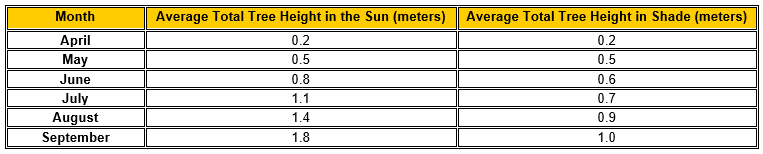 Month Average Total Tree Height in the Sun (meters) Average Total Tree Height in Shade (meters)
April 0.2 0.2
May 0.5 0.5
June 0.8 0.6
July 1.1 0.7
August 1.4 0.9
September 1.8 1.0